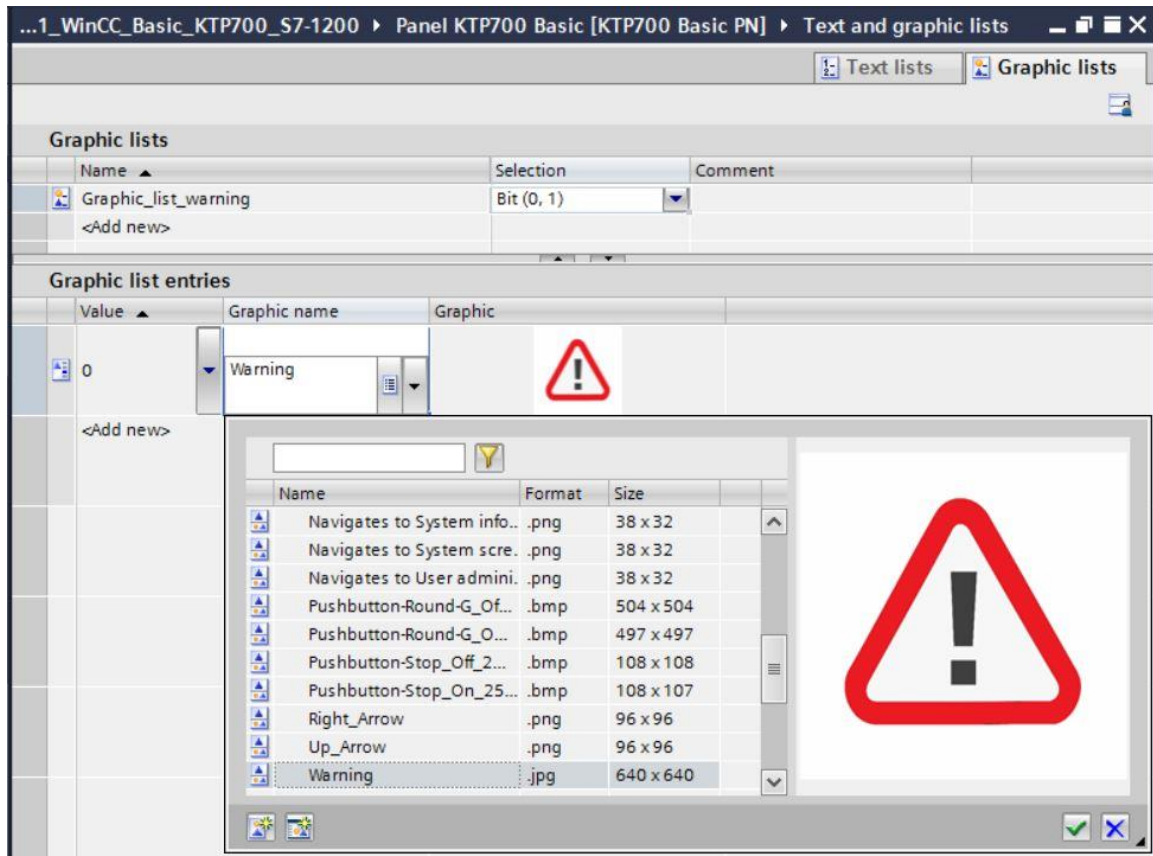 ...1_WinCC_Basic_KTP700_S7-1200 ▸ Panel KTP700 Basic [KTP700 Basic PN] ▸ Text and graphic lists
Text lists Graphic lists
Graphic lists
Name Selection Comment
Graphic_list_warning Bit (0, 1)
<Add new>
Graphic list entries
Value Graphic name Graphic
0 Warning
<Add new>
Name Format Size
Navigates to System info... .png 38 x 32
Navigates to System scre... .png 38 x 32
Navigates to User admini... .png 38 x 32
Pushbutton-Round-G_Of... .bmp 504 x 504
Pushbutton-Round-G_O... .bmp 497 x 497
Pushbutton-Stop_Off_2... .bmp 108 x 108
Pushbutton-Stop_On_25... .bmp 108 x 107
Right_Arrow .png 96 x 96
Up_Arrow .png 96 x 96
Warning .jpg 640 x 640